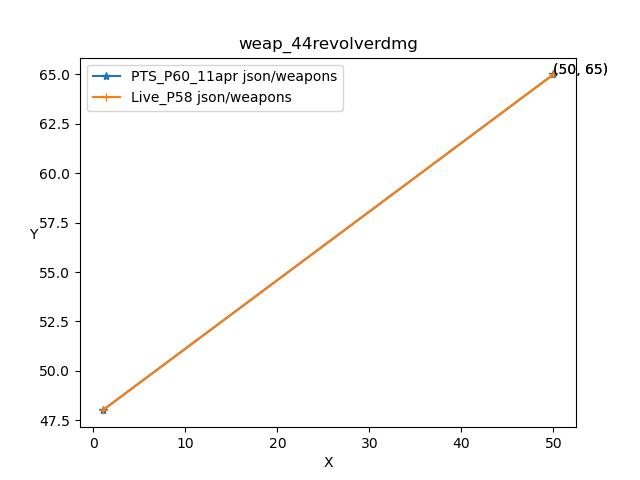 weap_44revolverdmg
PTS_P60_11apr json/weapons
Live_P58 json/weapons
(50, 65)
65.0
62.5
60.0
57.5
55.0
52.5
50.0
47.5
Y
0 10 20 30 40 50
X